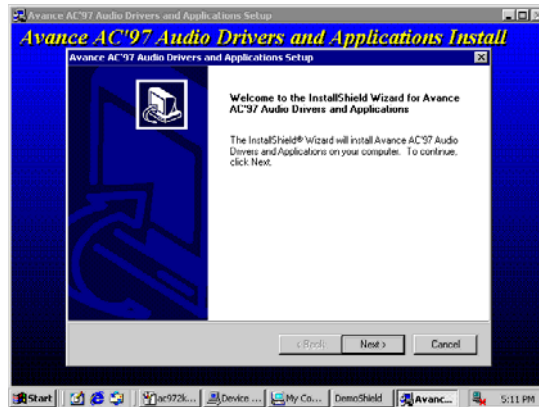 Avance AC'97 Audio Drivers and Applications Setup
Avance AC'97 Audio Drivers and Applications Install
Avance AC'97 Audio Drivers and Applications Setup
Welcome to the InstallShield Wizard for Avance
AC'97 Audio Drivers and Applications
The InstallShield® Wizard will install Avance AC'97 Audio
Drivers and Applications on your computer. To continue,
click Next.
< Back
Next >
Cancel
Start
ac972k...
Device ...
My Co...
DemoShield
Avanc...
5:11 PM